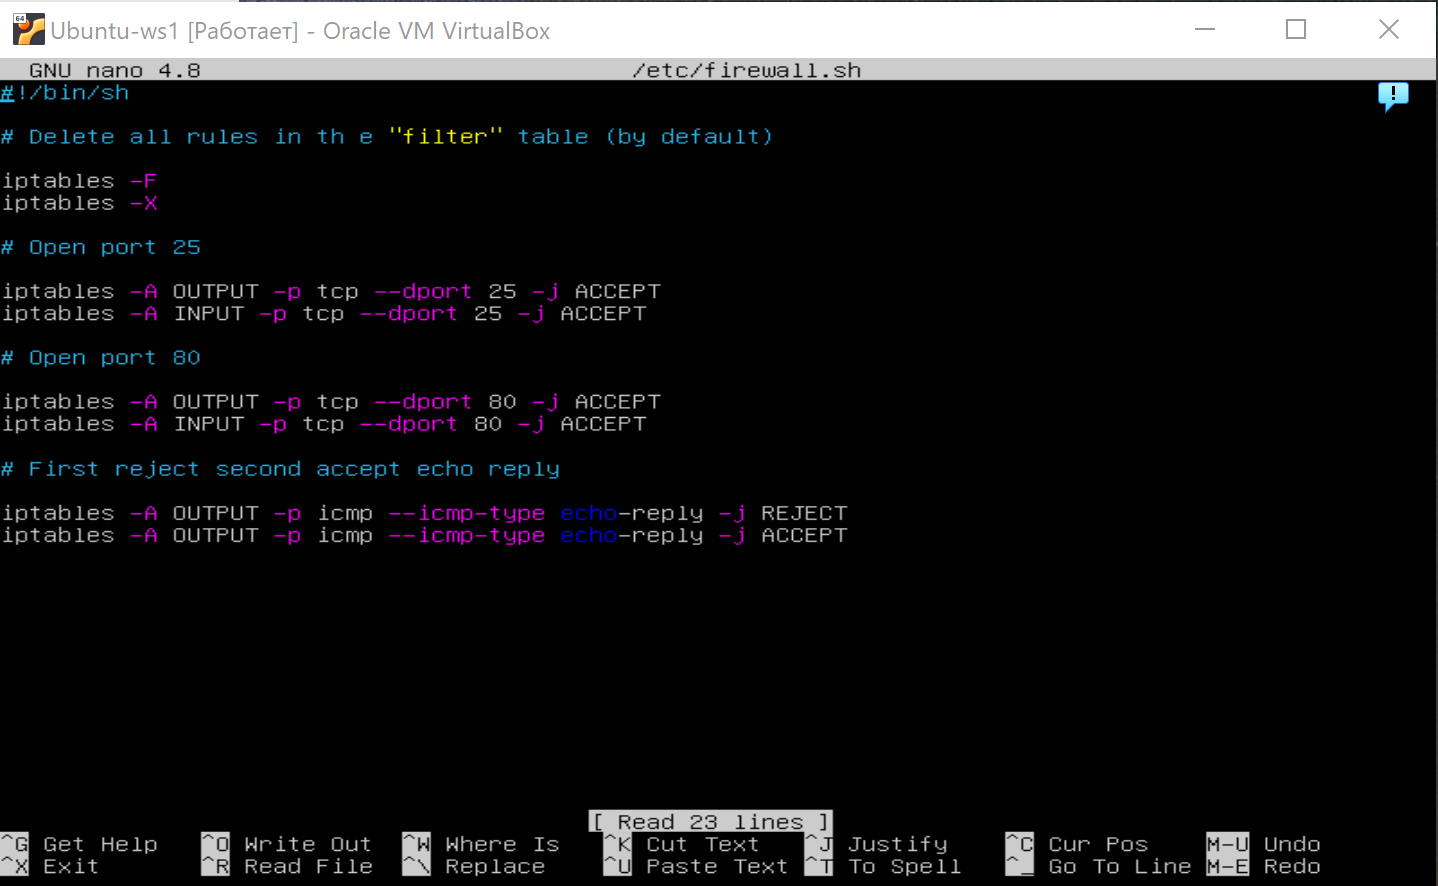 64
Ubuntu-ws1 [Работает] - Oracle VM VirtualBox
GNU nano 4.8 /etc/firewall.sh
#!/bin/sh
# Delete all rules in th e "filter" table (by default)
iptables -F
iptables -X
# Open port 25
iptables -A OUTPUT -p tcp --dport 25 -j ACCEPT
iptables -A INPUT -p tcp --dport 25 -j ACCEPT
# Open port 80
iptables -A OUTPUT -p tcp --dport 80 -j ACCEPT
iptables -A INPUT -p tcp --dport 80 -j ACCEPT
# First reject second accept echo reply
iptables -A OUTPUT -p icmp --icmp-type echo-reply -j REJECT
iptables -A OUTPUT -p icmp --icmp-type echo-reply -j ACCEPT
[ Read 23 lines ]
^G Get Help ^O Write Out ^W Where Is ^K Cut Text ^J Justify ^C Cur Pos M-U Undo
^X Exit ^R Read File ^\ Replace ^U Paste Text ^T To Spell ^_ Go To Line M-E Redo